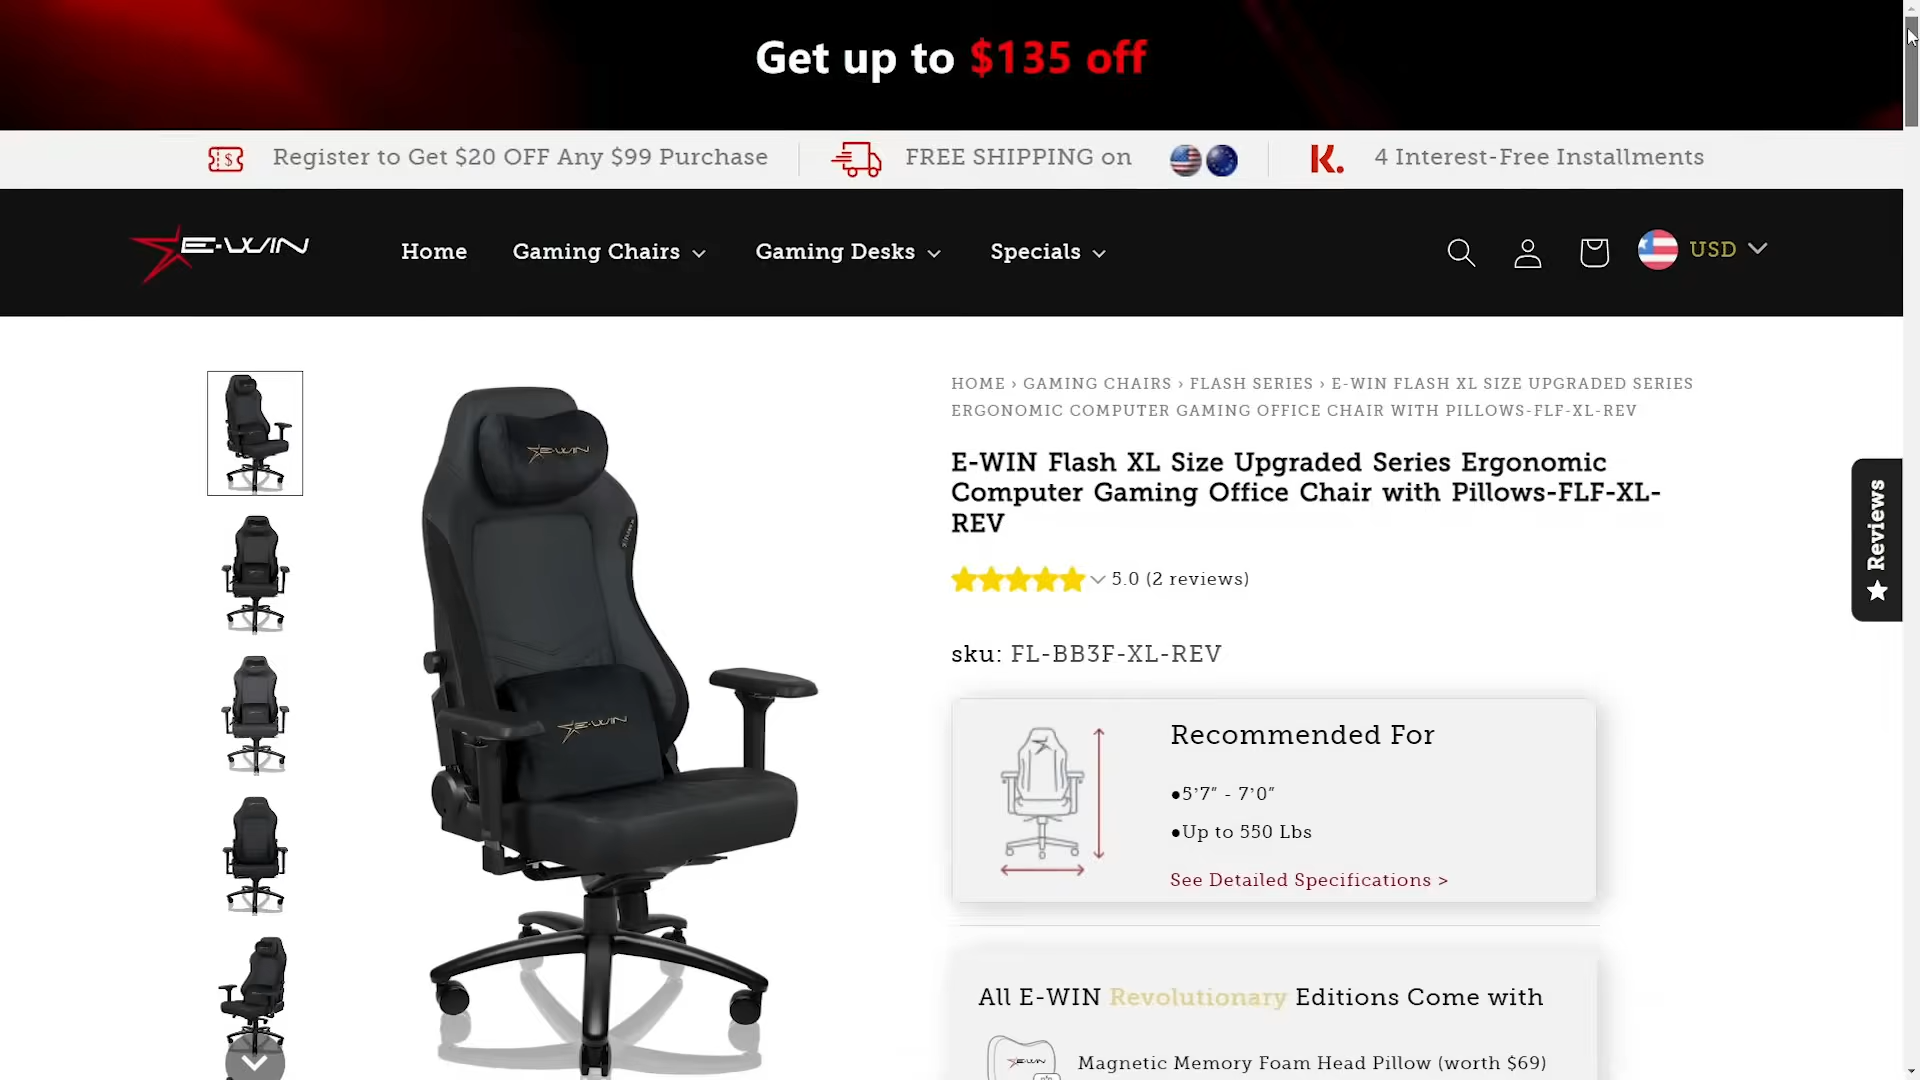 Get up to $135 off
Register to Get $20 OFF Any $99 Purchase
FREE SHIPPING on
K.
4 Interest-Free Installments
E-WIN
Home
Gaming Chairs
Gaming Desks
Specials
USD
E-WIN
E-WIN
HOME › GAMING CHAIRS › FLASH SERIES › E-WIN FLASH XL SIZE UPGRADED SERIES
ERGONOMIC COMPUTER GAMING OFFICE CHAIR WITH PILLOWS-FLF-XL-REV
E-WIN Flash XL Size Upgraded Series Ergonomic
Computer Gaming Office Chair with Pillows-FLF-XL-
REV
5.0 (2 reviews)
sku: FL-BB3F-XL-REV
Reviews
Recommended For
●5’7” - 7’0”
●Up to 550 Lbs
See Detailed Specifications >
All E-WIN Revolutionary Editions Come with
E-WIN
Magnetic Memory Foam Head Pillow (worth $69)